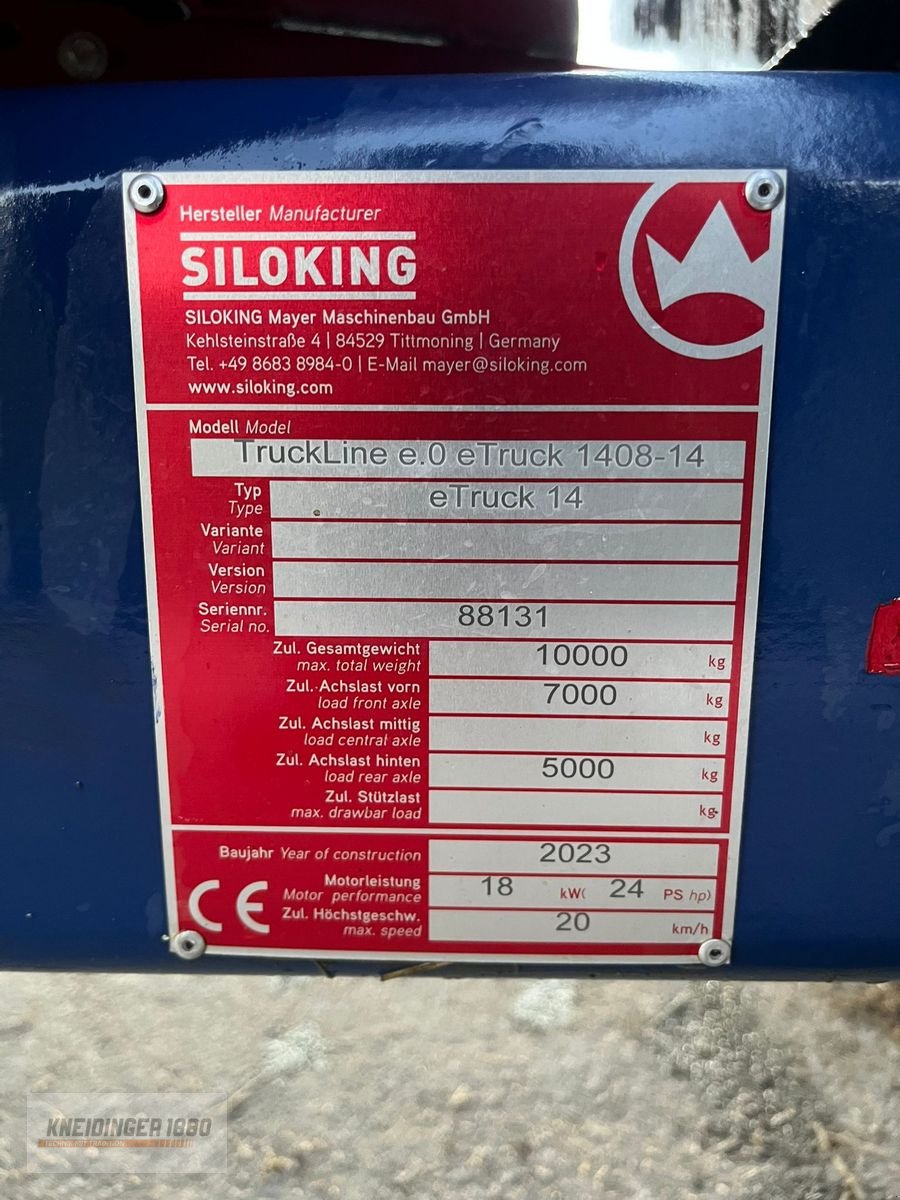 Hersteller Manufacturer
SILOKING
SILOKING Mayer Maschinenbau GmbH
Kehlsteinstraße 4 | 84529 Tittmoning | Germany
Tel. +49 8683 8984-0 | E-Mail mayer@siloking.com
www.siloking.com
Modell Model
TruckLine e.0 eTruck 1408-14
Typ
Type
eTruck 14
Variante
Variant
Version
Version
Seriennr.
Serial no.
88131
Zul. Gesamtgewicht
max. total weight
10000 kg
Zul. Achslast vorn
load front axle
7000 kg
Zul. Achslast mittig
load central axle
kg
Zul. Achslast hinten
load rear axle
5000 kg
Zul. Stützlast
max. drawbar load
kg
Baujahr Year of construction 2023
Motorleistung
Motor performance
18 kW( 24 PS hp)
Zul. Höchstgeschw.
max. speed
20 km/h
CE
KNEIDINGER 1880
TECHNIK MIT TRADITION